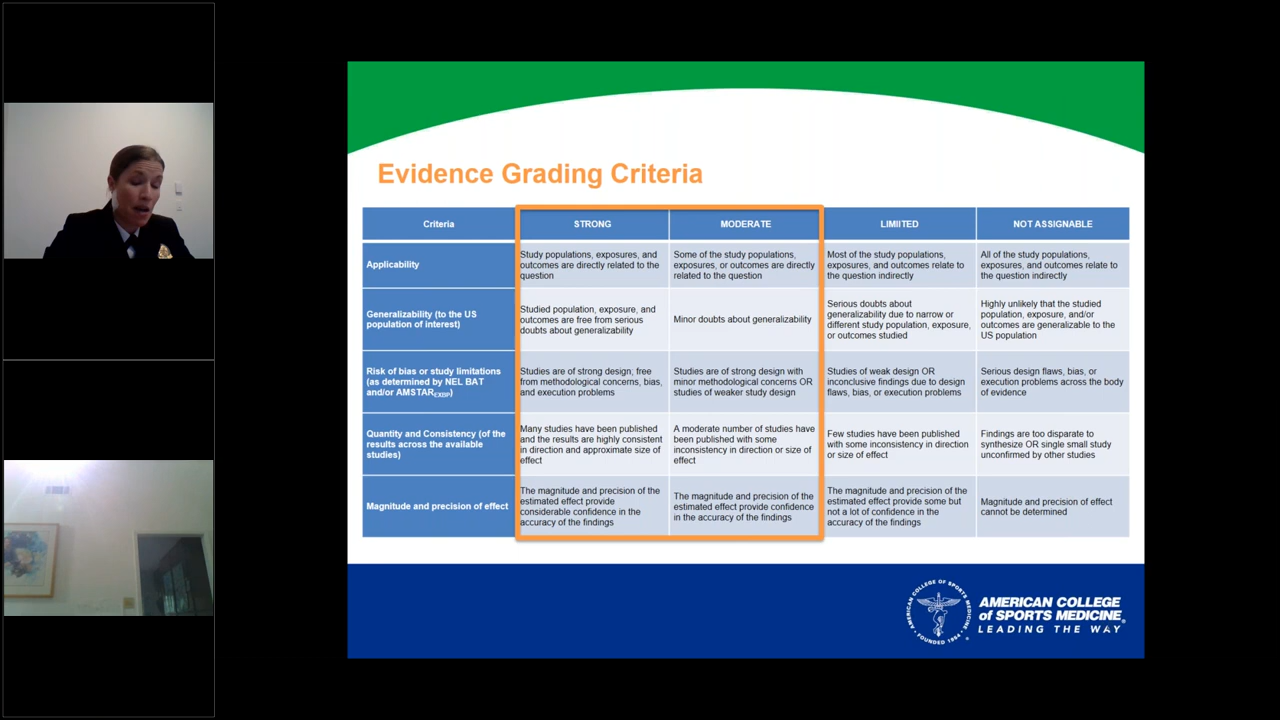 Evidence Grading Criteria
Criteria
STRONG
MODERATE
LIMIITED
NOT ASSIGNABLE
Applicability
Study populations, exposures, and
outcomes are directly related to the
question
Some of the study populations,
exposures, or outcomes are directly
related to the question
Most of the study populations,
exposures, and outcomes relate to
the question indirectly
All of the study populations,
exposures, and outcomes relate to
the question indirectly
Generalizability (to the US
population of interest)
Studied population, exposure, and
outcomes are free from serious
doubts about generalizability
Minor doubts about generalizability
Serious doubts about
generalizability due to narrow or
different study population, exposure,
or outcomes studied
Highly unlikely that the studied
population, exposure, and/or
outcomes are generalizable to the
US population
Risk of bias or study limitations
(as determined by NEL BAT
and/or AMSTAREXBP)
Studies are of strong design; free
from methodological concerns, bias,
and execution problems
Studies are of strong design with
minor methodological concerns OR
studies of weaker study design
Studies of weak design OR
inconclusive findings due to design
flaws, bias, or execution problems
Serious design flaws, bias, or
execution problems across the body
of evidence
Quantity and Consistency (of the
results across the available
studies)
Many studies have been published
and the results are highly consistent
in direction and approximate size of
effect
A moderate number of studies have
been published with some
inconsistency in direction or size of
effect
Few studies have been published
with some inconsistency in direction
or size of effect
Findings are too disparate to
synthesize OR single small study
unconfirmed by other studies
Magnitude and precision of effect
The magnitude and precision of the
estimated effect provide
considerable confidence in the
accuracy of the findings
The magnitude and precision of the
estimated effect provide confidence
in the accuracy of the findings
The magnitude and precision of the
estimated effect provide some but
not a lot of confidence in the
accuracy of the findings
Magnitude and precision of effect
cannot be determined
AMERICAN COLLEGE OF SPORTS MEDICINE
FOUNDED 1954
AMERICAN COLLEGE
of SPORTS MEDICINE®
LEADING THE WAY